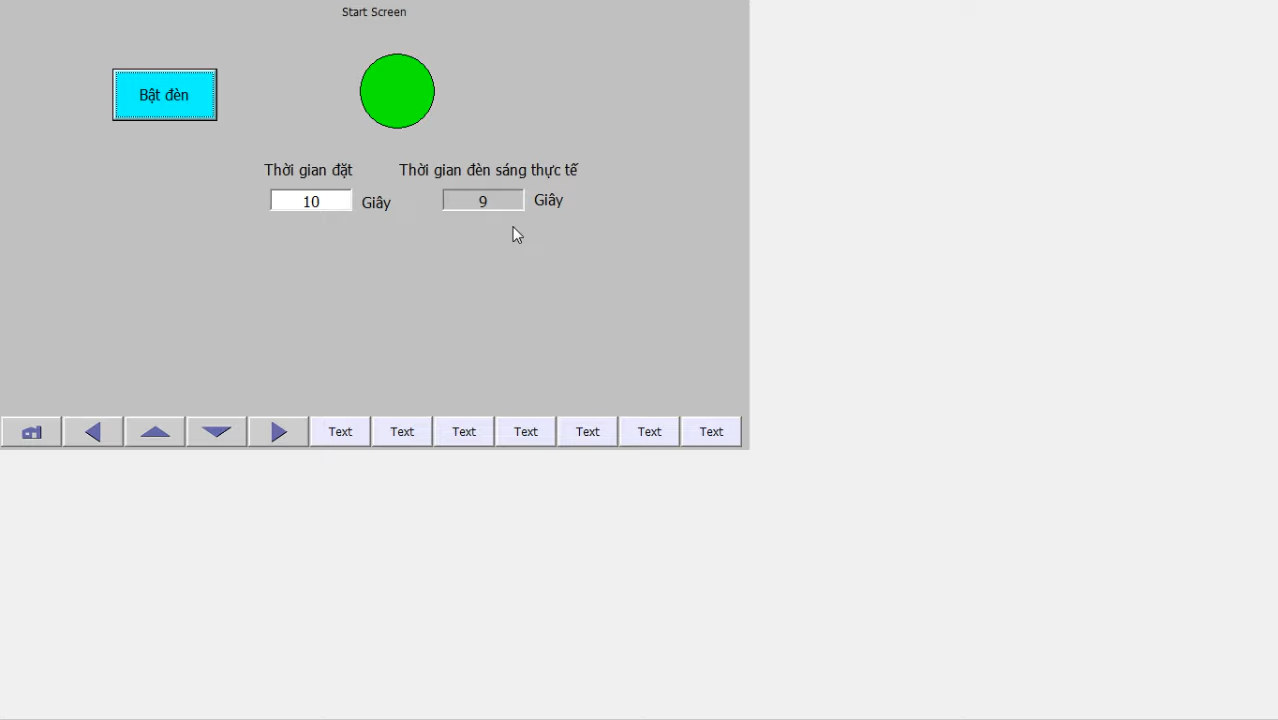 Start Screen
Bật đèn
Thời gian đặt
Thời gian đèn sáng thực tế
10 Giây
9 Giây
Text Text Text Text Text Text Text